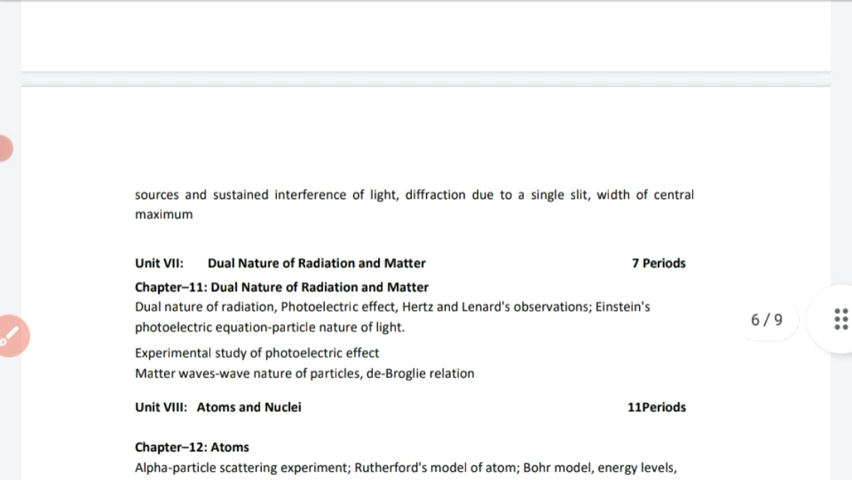 sources and sustained interference of light, diffraction due to a single slit, width of central
maximum
Unit VII: Dual Nature of Radiation and Matter 7 Periods
Chapter–11: Dual Nature of Radiation and Matter
Dual nature of radiation, Photoelectric effect, Hertz and Lenard's observations; Einstein's
photoelectric equation-particle nature of light.
6 / 9
Experimental study of photoelectric effect
Matter waves-wave nature of particles, de-Broglie relation
Unit VIII: Atoms and Nuclei 11Periods
Chapter–12: Atoms
Alpha-particle scattering experiment; Rutherford's model of atom; Bohr model, energy levels,